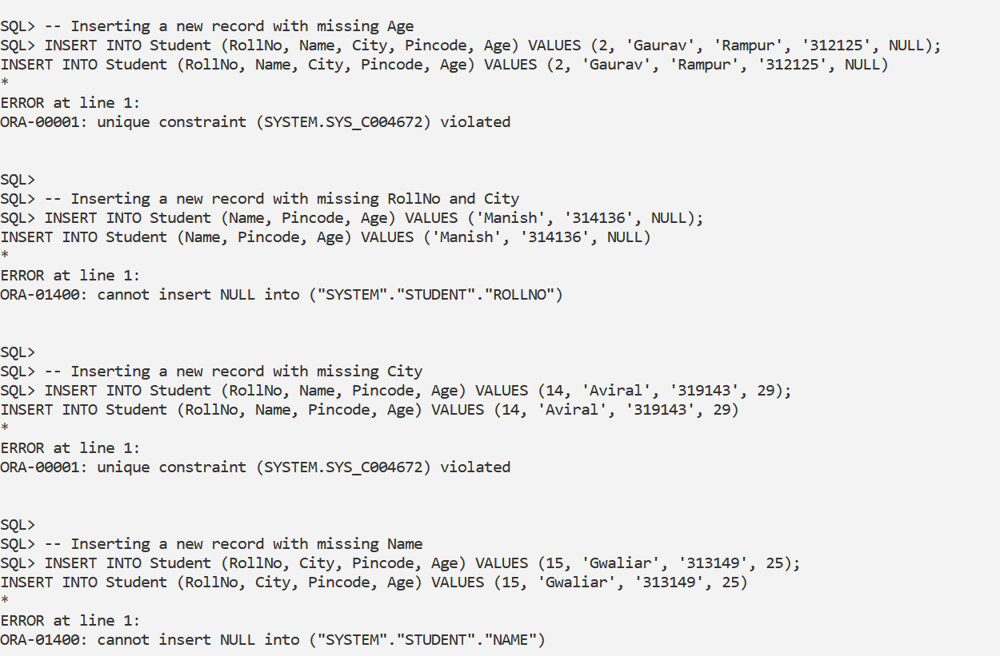 SQL> -- Inserting a new record with missing Age
SQL> INSERT INTO Student (RollNo, Name, City, Pincode, Age) VALUES (2, 'Gaurav', 'Rampur', '312125', NULL);
INSERT INTO Student (RollNo, Name, City, Pincode, Age) VALUES (2, 'Gaurav', 'Rampur', '312125', NULL)
*
ERROR at line 1:
ORA-00001: unique constraint (SYSTEM.SYS_C004672) violated
SQL>
SQL> -- Inserting a new record with missing RollNo and City
SQL> INSERT INTO Student (Name, Pincode, Age) VALUES ('Manish', '314136', NULL);
INSERT INTO Student (Name, Pincode, Age) VALUES ('Manish', '314136', NULL)
*
ERROR at line 1:
ORA-01400: cannot insert NULL into ("SYSTEM"."STUDENT"."ROLLNO")
SQL>
SQL> -- Inserting a new record with missing City
SQL> INSERT INTO Student (RollNo, Name, Pincode, Age) VALUES (14, 'Aviral', '319143', 29);
INSERT INTO Student (RollNo, Name, Pincode, Age) VALUES (14, 'Aviral', '319143', 29)
*
ERROR at line 1:
ORA-00001: unique constraint (SYSTEM.SYS_C004672) violated
SQL>
SQL> -- Inserting a new record with missing Name
SQL> INSERT INTO Student (RollNo, City, Pincode, Age) VALUES (15, 'Gwaliar', '313149', 25);
INSERT INTO Student (RollNo, City, Pincode, Age) VALUES (15, 'Gwaliar', '313149', 25)
*
ERROR at line 1:
ORA-01400: cannot insert NULL into ("SYSTEM"."STUDENT"."NAME")